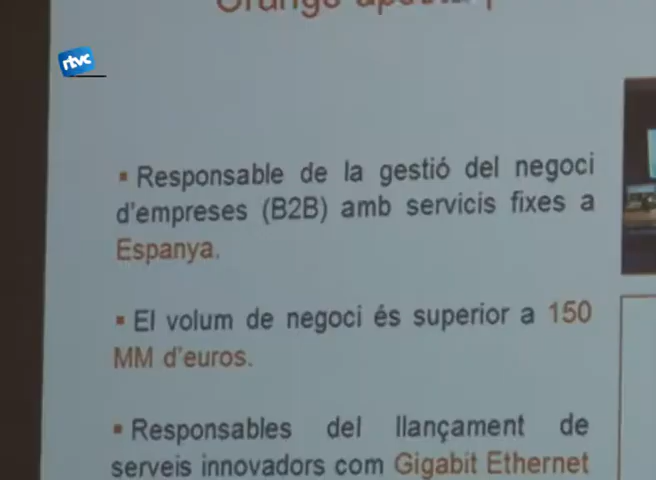 rtvc
▪ Responsable de la gestió del negoci
d'empreses (B2B) amb servicis fixes a
Espanya.
▪ El volum de negoci és superior a 150
MM d'euros.
▪ Responsables del llançament de
serveis innovadors com Gigabit Ethernet